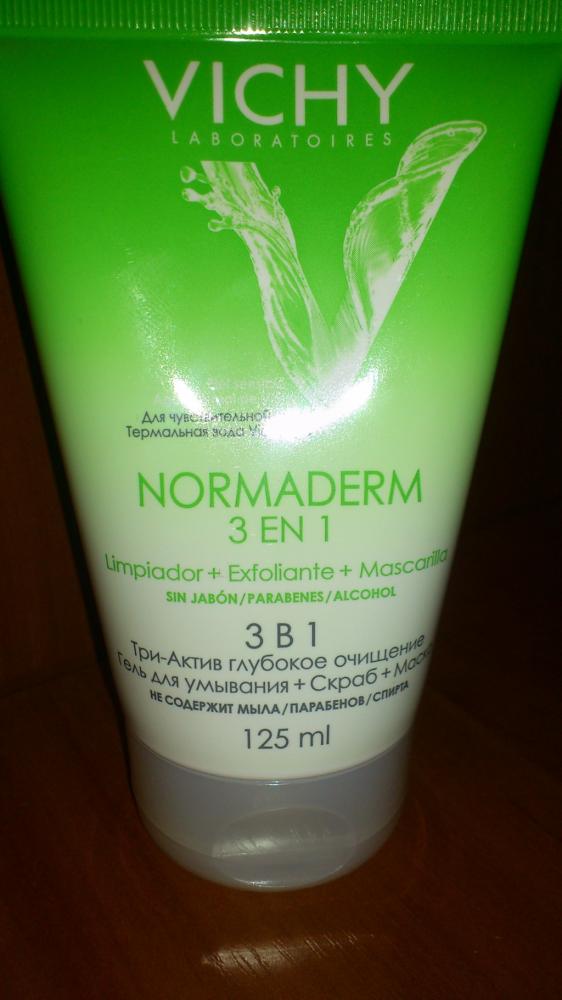 VICHY
LABORATOIRES
Для чувствительной
Термальная вода
NORMADERM
3 EN 1
Limpiador + Exfoliante + Mascarilla
SIN JABÓN/PARABENES/ALCOHOL
3 В 1
Три-Актив глубокое очищение
Гель для умывания + Скраб + Маска
НЕ СОДЕРЖИТ МЫЛА/ПАРАБЕНОВ/СПИРТА
125 ml